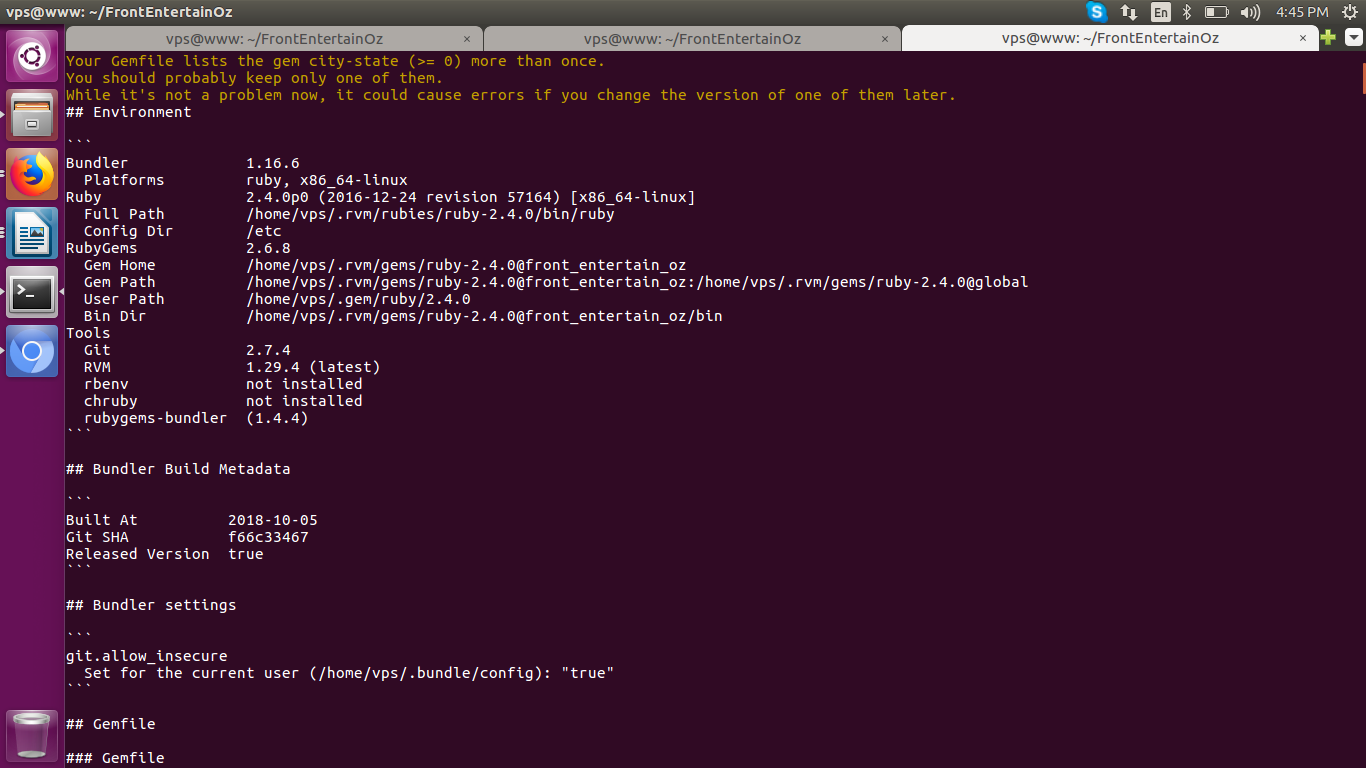 vps@www: ~/FrontEntertainOz
En
4:45 PM
vps@www: ~/FrontEntertainOz × vps@www: ~/FrontEntertainOz × vps@www: ~/FrontEntertainOz ×
Your Gemfile lists the gem city-state (>= 0) more than once.
You should probably keep only one of them.
While it's not a problem now, it could cause errors if you change the version of one of them later.
## Environment
```
Bundler 1.16.6
Platforms ruby, x86_64-linux
Ruby 2.4.0p0 (2016-12-24 revision 57164) [x86_64-linux]
Full Path /home/vps/.rvm/rubies/ruby-2.4.0/bin/ruby
Config Dir /etc
RubyGems 2.6.8
Gem Home /home/vps/.rvm/gems/ruby-2.4.0@front_entertain_oz
Gem Path /home/vps/.rvm/gems/ruby-2.4.0@front_entertain_oz:/home/vps/.rvm/gems/ruby-2.4.0@global
User Path /home/vps/.gem/ruby/2.4.0
Bin Dir /home/vps/.rvm/gems/ruby-2.4.0@front_entertain_oz/bin
Tools
Git 2.7.4
RVM 1.29.4 (latest)
rbenv not installed
chruby not installed
rubygems-bundler (1.4.4)
```
## Bundler Build Metadata
```
Built At 2018-10-05
Git SHA f66c33467
Released Version true
```
## Bundler settings
```
git.allow_insecure
Set for the current user (/home/vps/.bundle/config): "true"
```
## Gemfile
### Gemfile